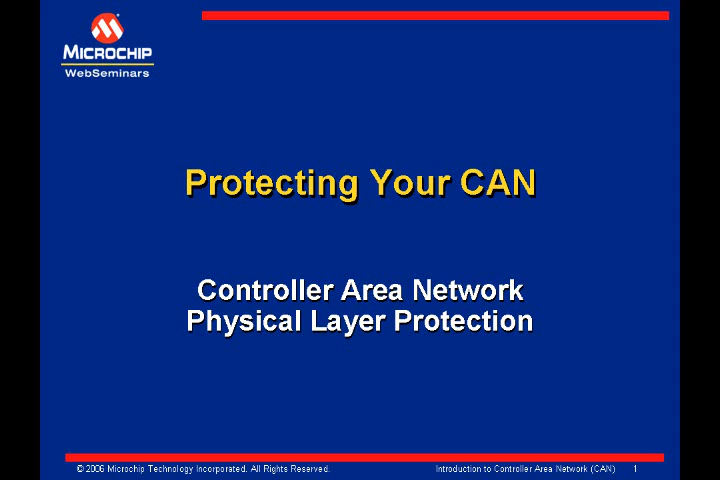 MICROCHIP
WebSeminars
Protecting Your CAN
Controller Area Network
Physical Layer Protection
© 2006 Microchip Technology Incorporated. All Rights Reserved.
Introduction to Controller Area Network (CAN)
1